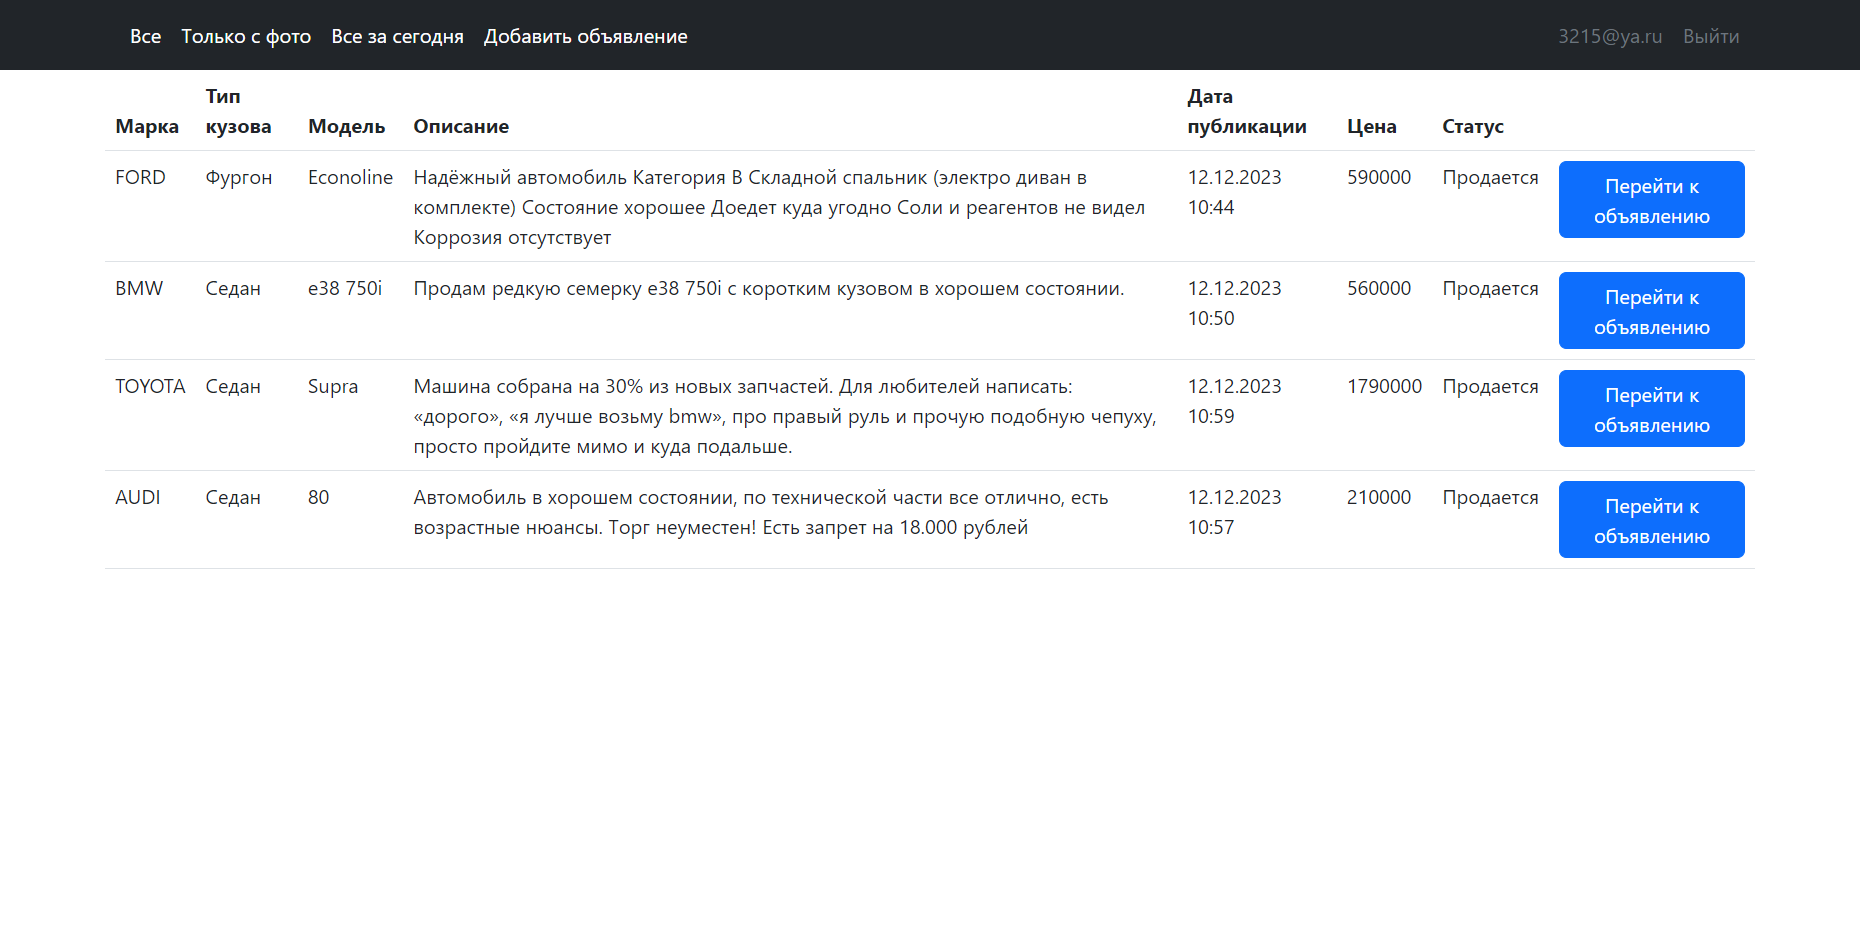 Все Только с фото Все за сегодня Добавить объявление 3215@ya.ru Выйти
Марка Тип кузова Модель Описание Дата публикации Цена Статус
FORD Фургон Econoline Надёжный автомобиль Категория В Складной спальник (электро диван в 12.12.2023 590000 Продается Перейти к
комплекте) Состояние хорошее Доедет куда угодно Соли и реагентов не видел 10:44 объявлению
Коррозия отсутствует
BMW Седан е38 750i Продам редкую семерку е38 750i с коротким кузовом в хорошем состоянии. 12.12.2023 560000 Продается Перейти к
10:50 объявлению
TOYOTA Седан Supra Машина собрана на 30% из новых запчастей. Для любителей написать: 12.12.2023 1790000 Продается Перейти к
«дорого», «я лучше возьму bmw», про правый руль и прочую подобную чепуху, 10:59 объявлению
просто пройдите мимо и куда подальше.
AUDI Седан 80 Автомобиль в хорошем состоянии, по технической части все отлично, есть 12.12.2023 210000 Продается Перейти к
возрастные нюансы. Торг неуместен! Есть запрет на 18.000 рублей 10:57 объявлению